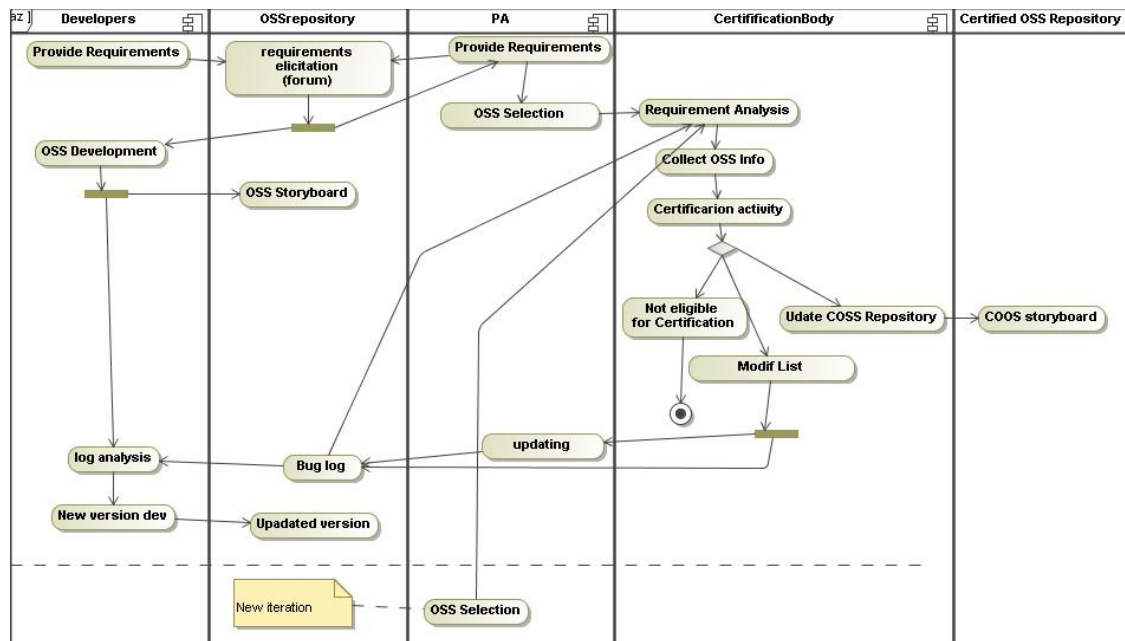 az ]
Developers
OSSrepository
PA
CertifificationBody
Certified OSS Repository
Provide Requirements
requirements
elicitation
(forum)
Provide Requirements
OSS Selection
Requirement Analysis
OSS Development
Collect OSS Info
OSS Storyboard
Certificarion activity
Not eligible
for Certification
Udate COSS Repository
COOS storyboard
Modif List
updating
log analysis
Bug log
New version dev
Upadated version
New iteration
OSS Selection